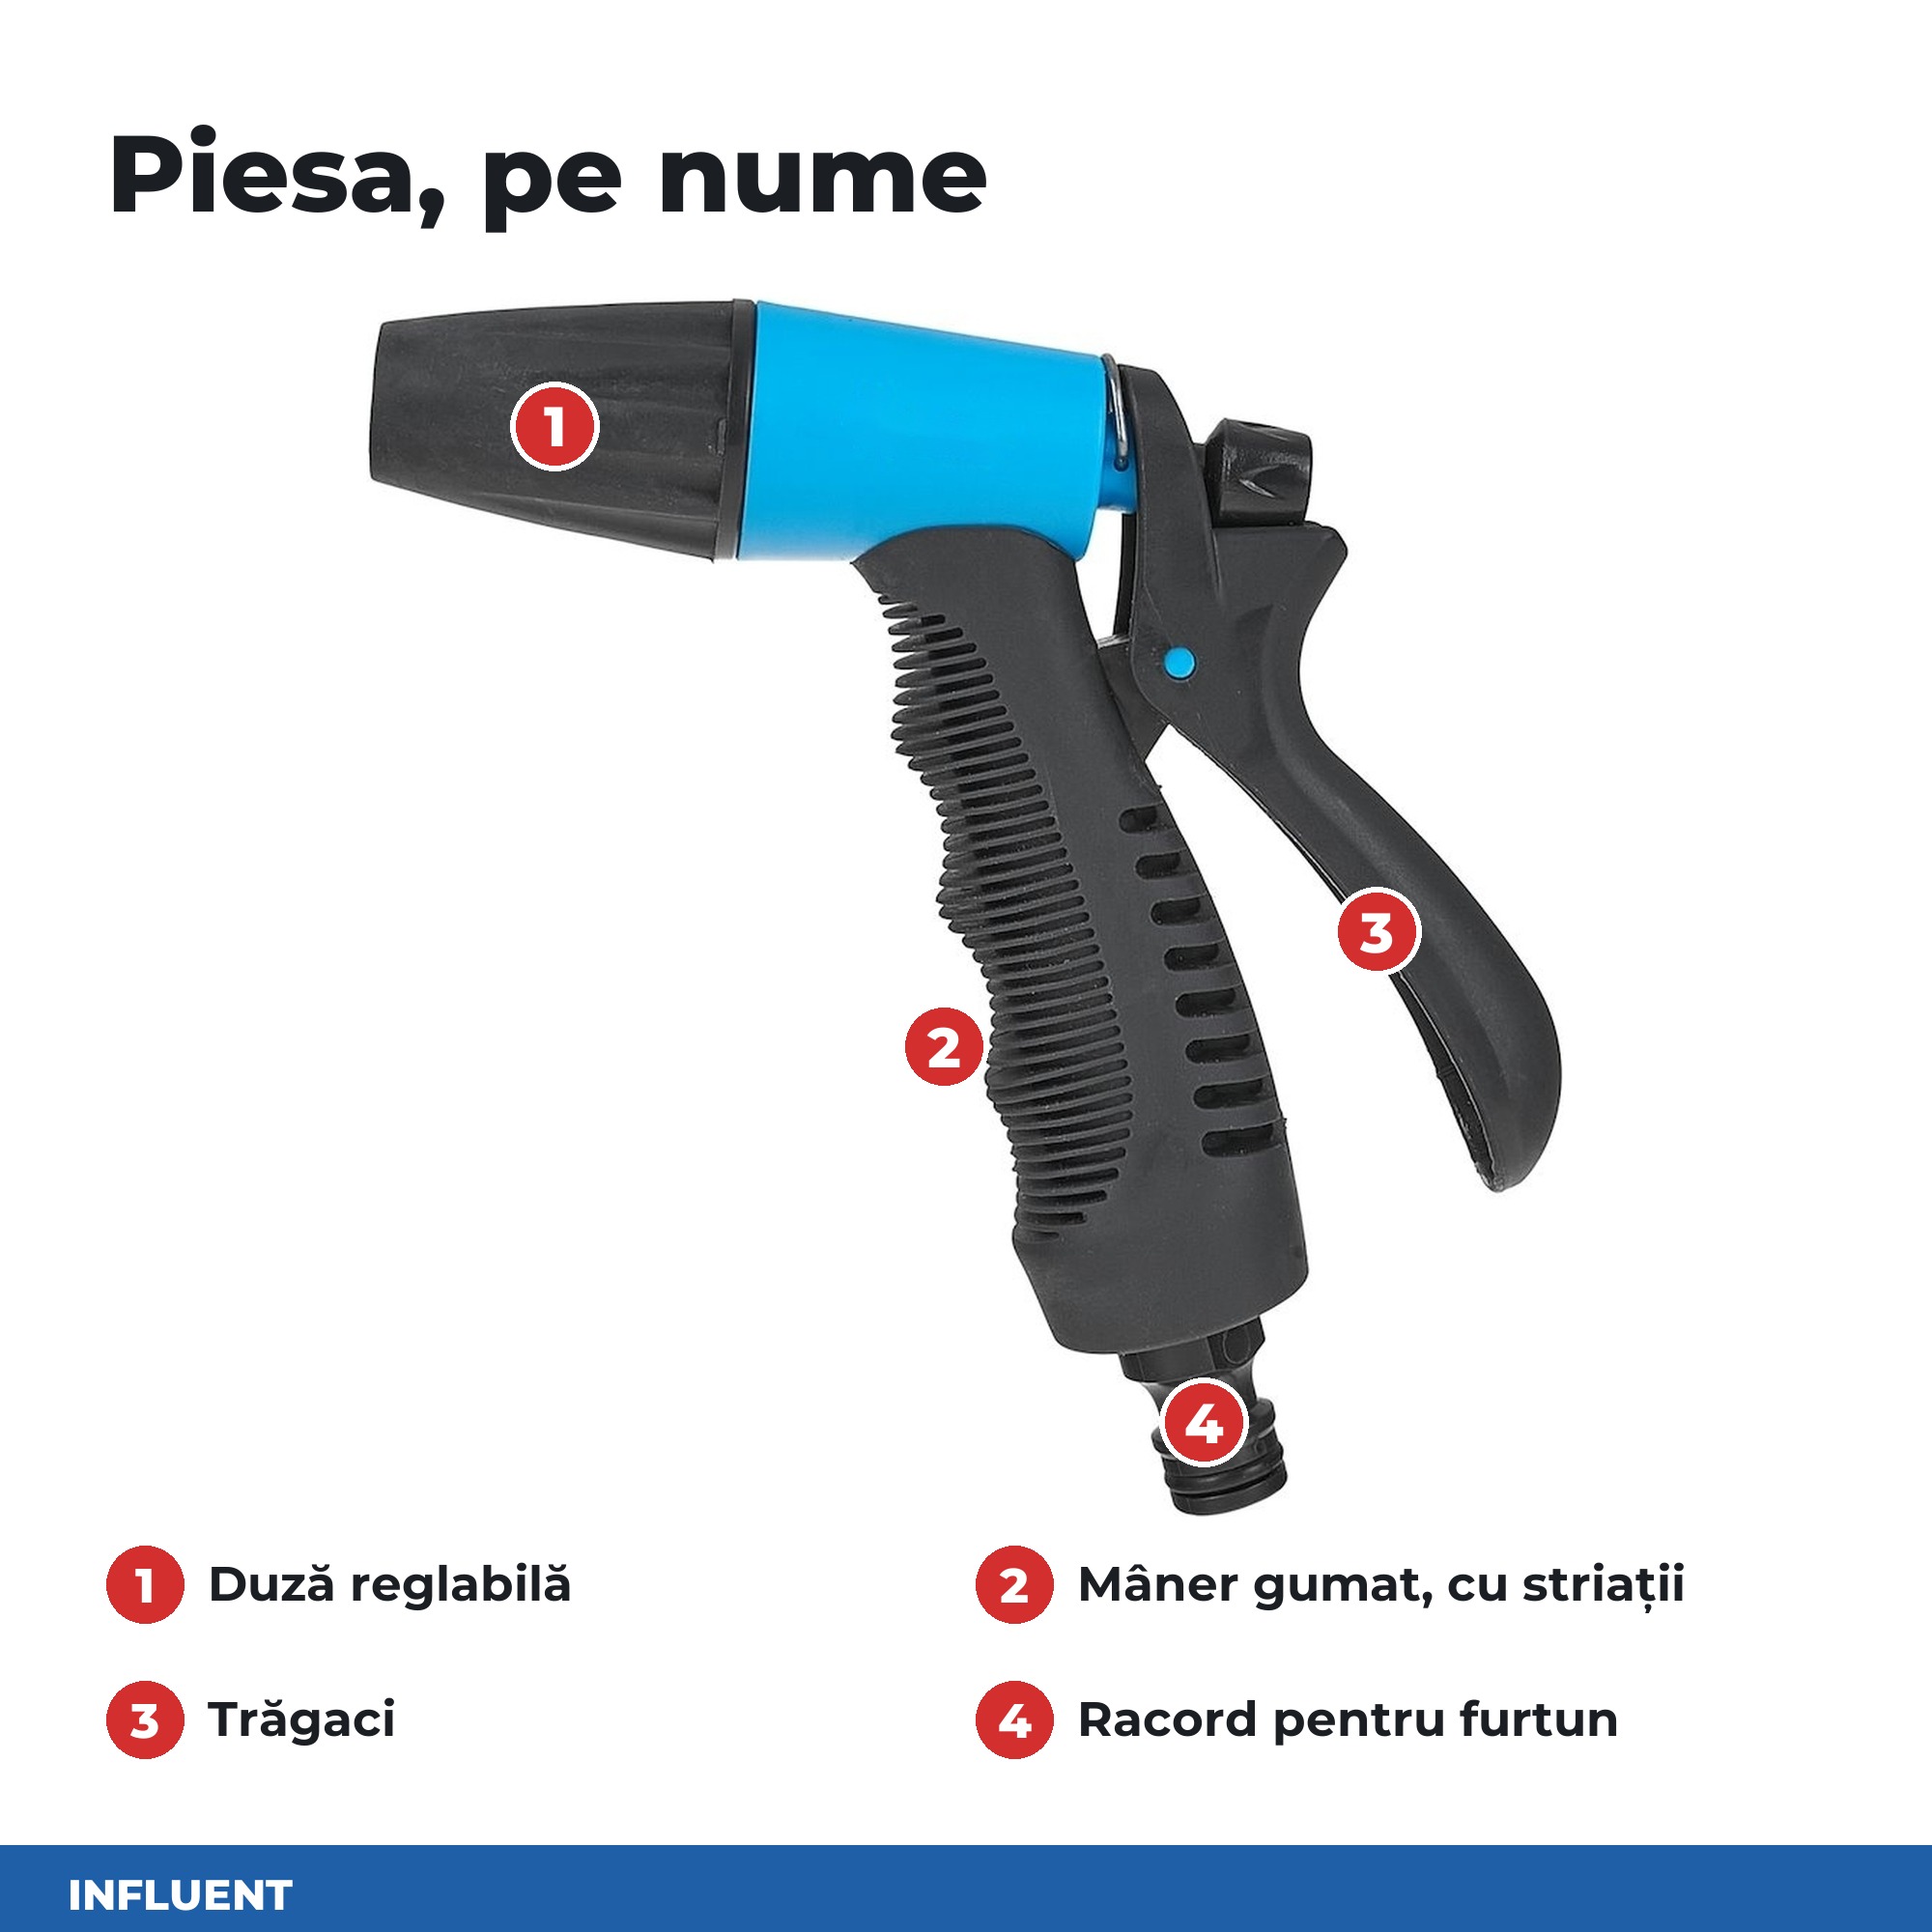 Piesa, pe nume
1
2
3
4
1 Duză reglabilă
2 Mâner gumat, cu striații
3 Trăgaci
4 Racord pentru furtun
INFLUENT